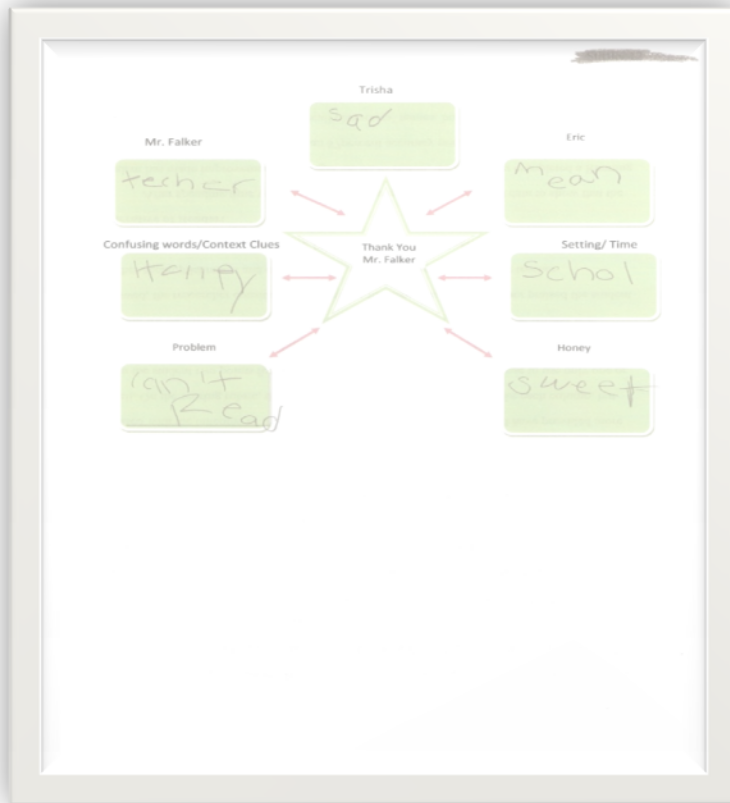 Trisha
sad
Mr. Falker
techer
Eric
mean
Confusing words/Context Clues
Thank You
Mr. Falker
Setting/ Time
Schol
Problem
can't
Read
Honey
sweet